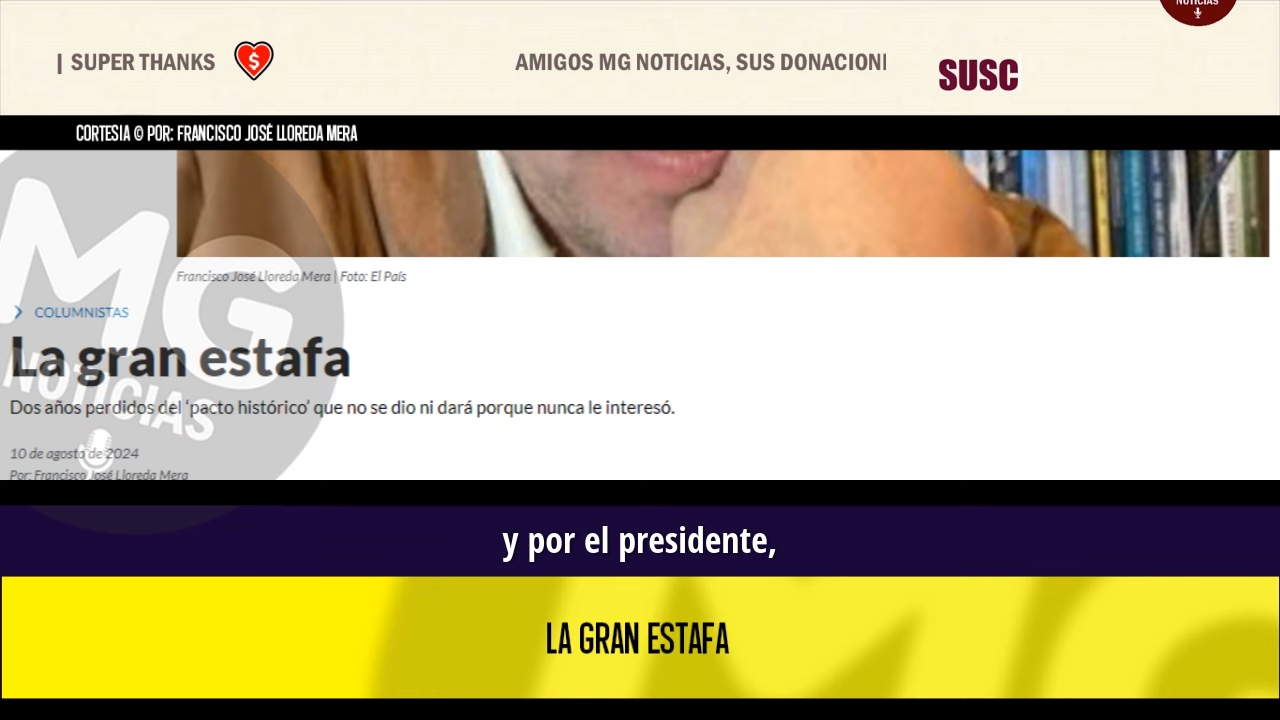 NOTICIAS
| SUPER THANKS
AMIGOS MG NOTICIAS, SUS DONACIONI
SUSC
CORTESIA © POR: FRANCISCO JOSÉ LLOREDA MERA
Francisco José Lloreda Mera | Foto: El País
COLUMNISTAS
La gran estafa
Dos años perdidos del ‘pacto histórico’ que no se dio ni dará porque nunca le interesó.
10 de agosto de 2024
Por: Francisco José Lloreda Mera
MG
NOTICIAS
y por el presidente,
LA GRAN ESTAFA